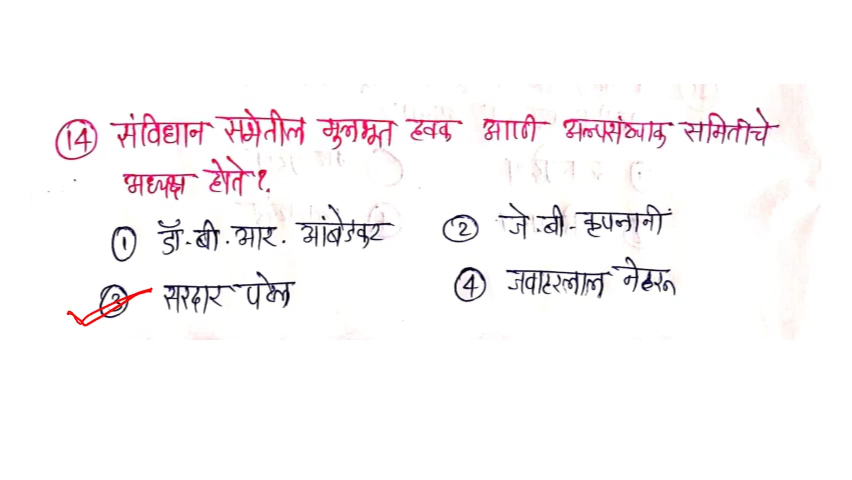 (14) संविधान सभेतील मुलभूत हक्क आणी अल्पसंख्याक समितीचे
अध्यक्ष होते?
(1) डॉ. बी. आर. आंबेडकर (2) जे. बी. कृपलानी
(3) सरदार पटेल (4) जवाहरलाल नेहरू